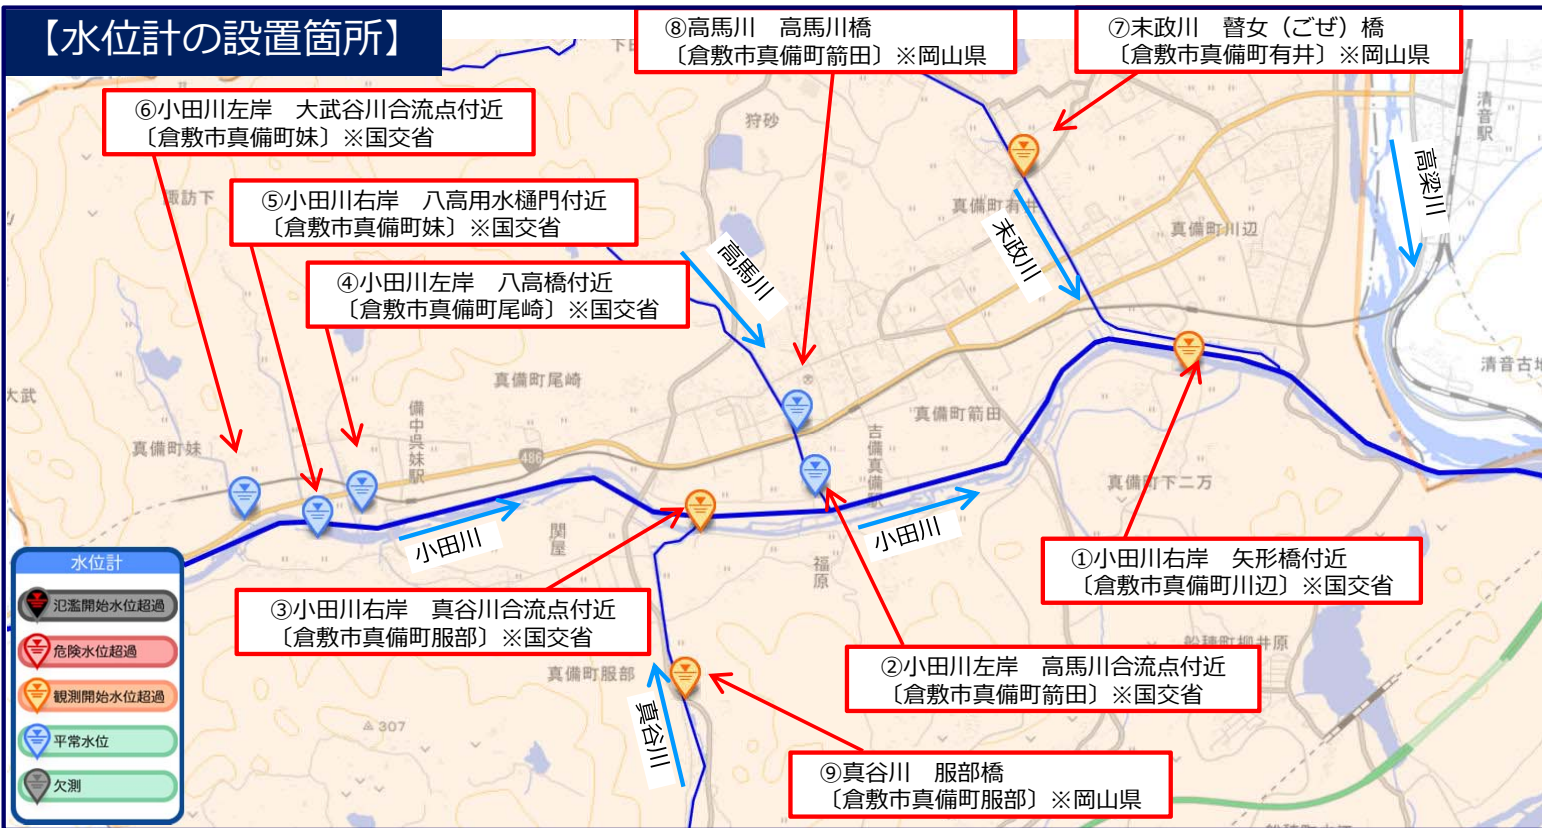 【水位計の設置箇所】
⑧高馬川　高馬川橋
〔倉敷市真備町箭田〕※岡山県
⑦末政川　瞽女（ごぜ）橋
〔倉敷市真備町有井〕※岡山県
⑥小田川左岸　大武谷川合流点付近
〔倉敷市真備町妹〕※国交省
⑤小田川右岸　八高用水樋門付近
〔倉敷市真備町妹〕※国交省
④小田川左岸　八高橋付近
〔倉敷市真備町尾崎〕※国交省
狩砂
清音駅
高梁川
真備町有井
真備町川辺
末政川
高馬川
清音古地
大武
真備町尾崎
真備町妹
備中呉妹駅
486
真備町箭田
吉備真備駅
真備町下二万
小田川
関屋
小田川
福原
①小田川右岸　矢形橋付近
〔倉敷市真備町川辺〕※国交省
③小田川右岸　真谷川合流点付近
〔倉敷市真備町服部〕※国交省
②小田川左岸　高馬川合流点付近
〔倉敷市真備町箭田〕※国交省
船穂町柳井原
真備町服部
真谷川
307
⑨真谷川　服部橋
〔倉敷市真備町服部〕※岡山県
水位計
氾濫開始水位超過
危険水位超過
観測開始水位超過
平常水位
欠測